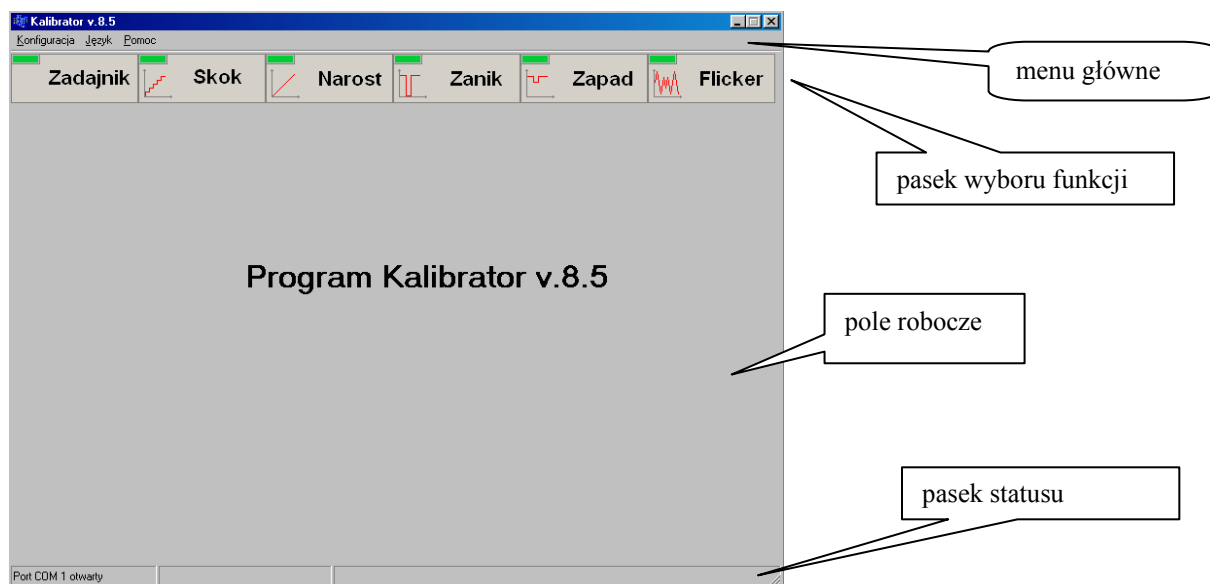 Kalibrator v.8.5
Konfiguracja Język Pomoc
menu główne
Zadajnik Skok Narost Zanik Zapad Flicker
pasek wyboru funkcji
Program Kalibrator v.8.5
pole robocze
pasek statusu
Port COM 1 otwarty